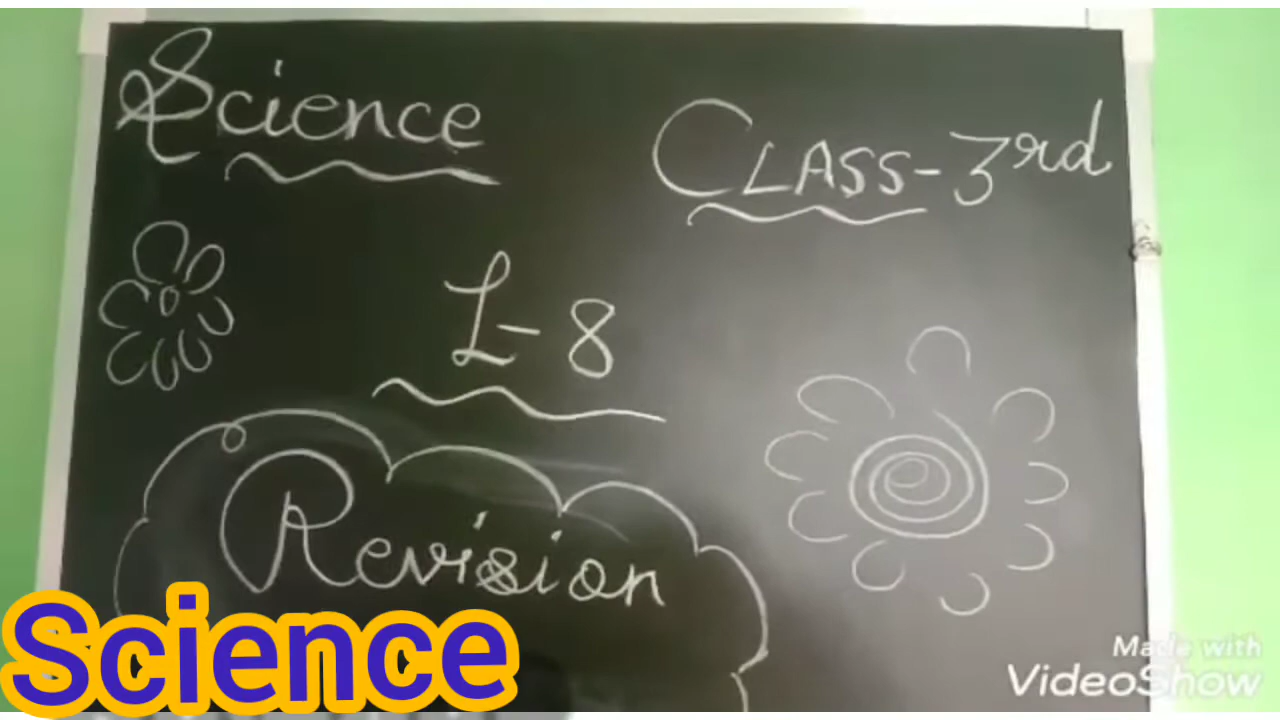 Science
CLASS-3rd
L-8
Revision
Science
Made with
VideoShow